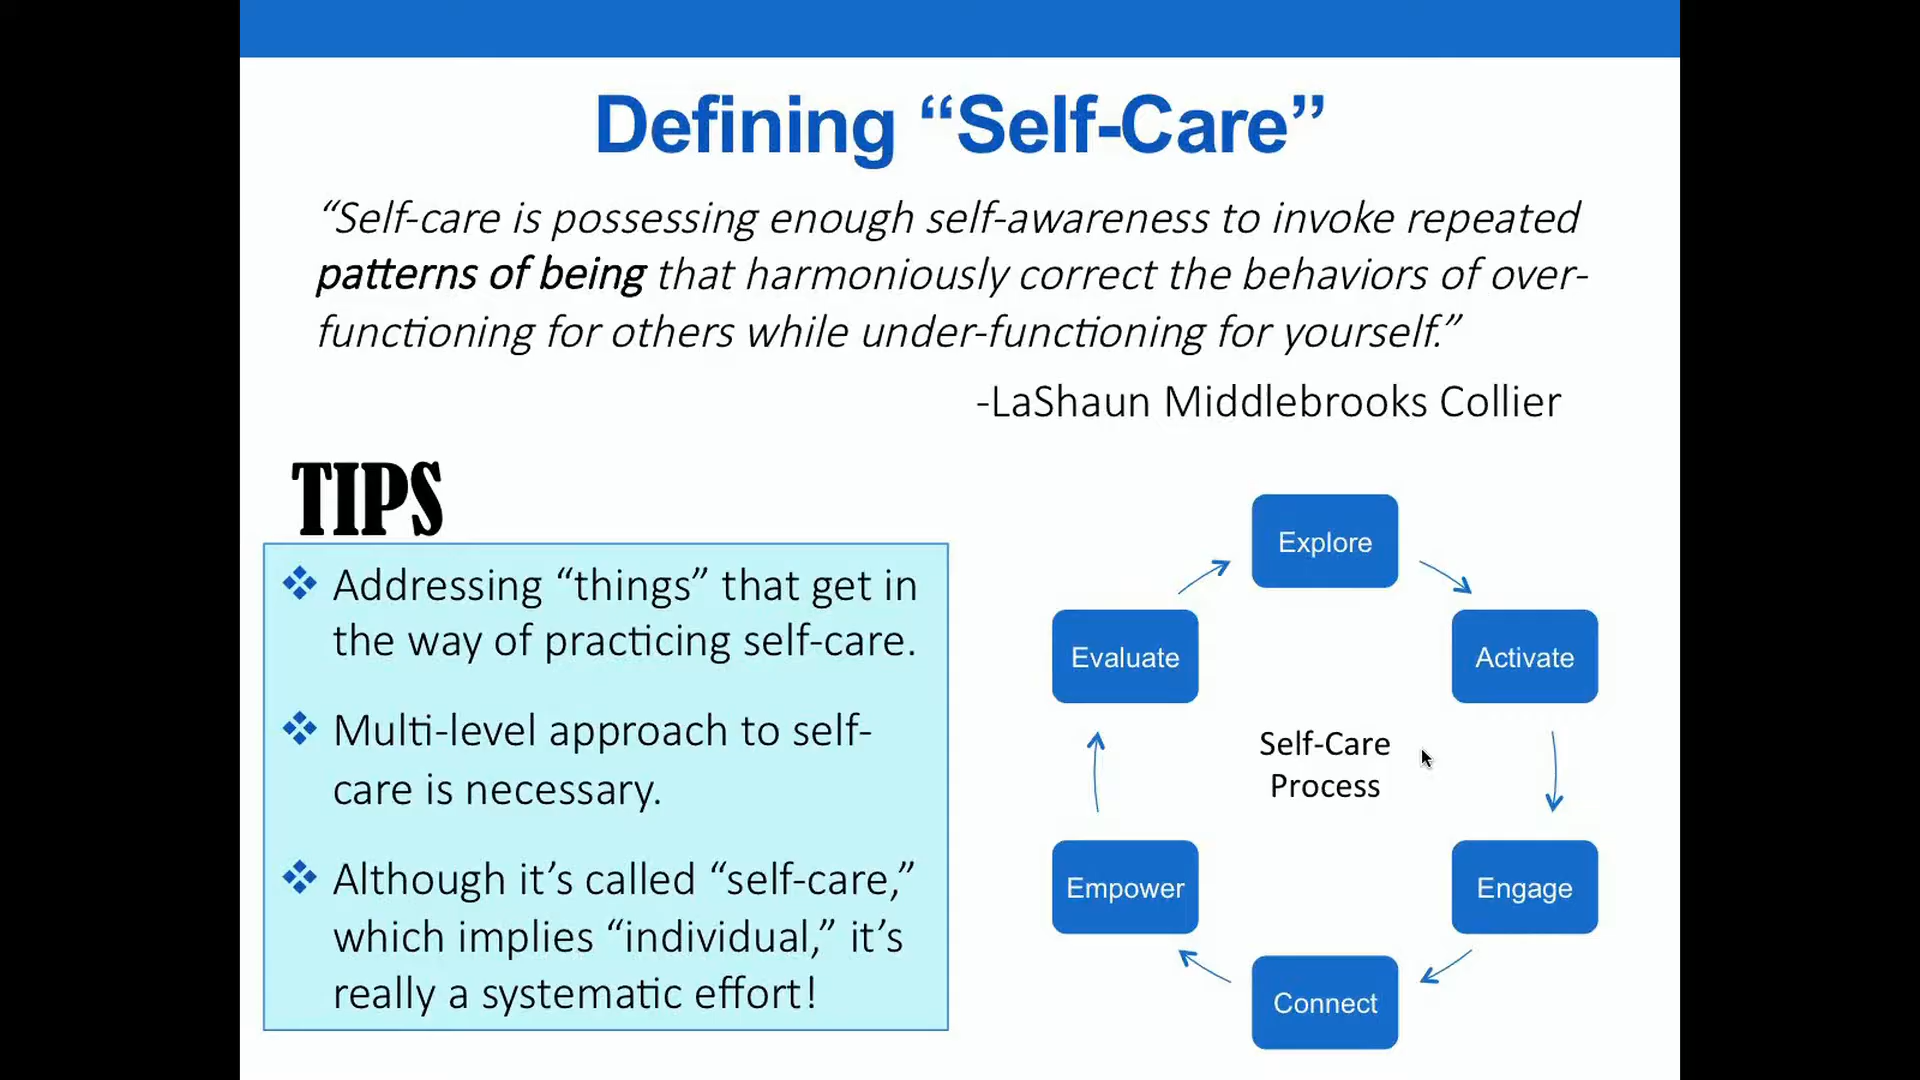 Defining “Self-Care”
“Self-care is possessing enough self-awareness to invoke repeated
patterns of being that harmoniously correct the behaviors of over-
functioning for others while under-functioning for yourself.”
-LaShaun Middlebrooks Collier
TIPS
Addressing “things” that get in
the way of practicing self-care.
Multi-level approach to self-
care is necessary.
Although it’s called “self-care,”
which implies “individual,” it’s
really a systematic effort!
Explore
Activate
Engage
Connect
Empower
Evaluate
Self-Care
Process